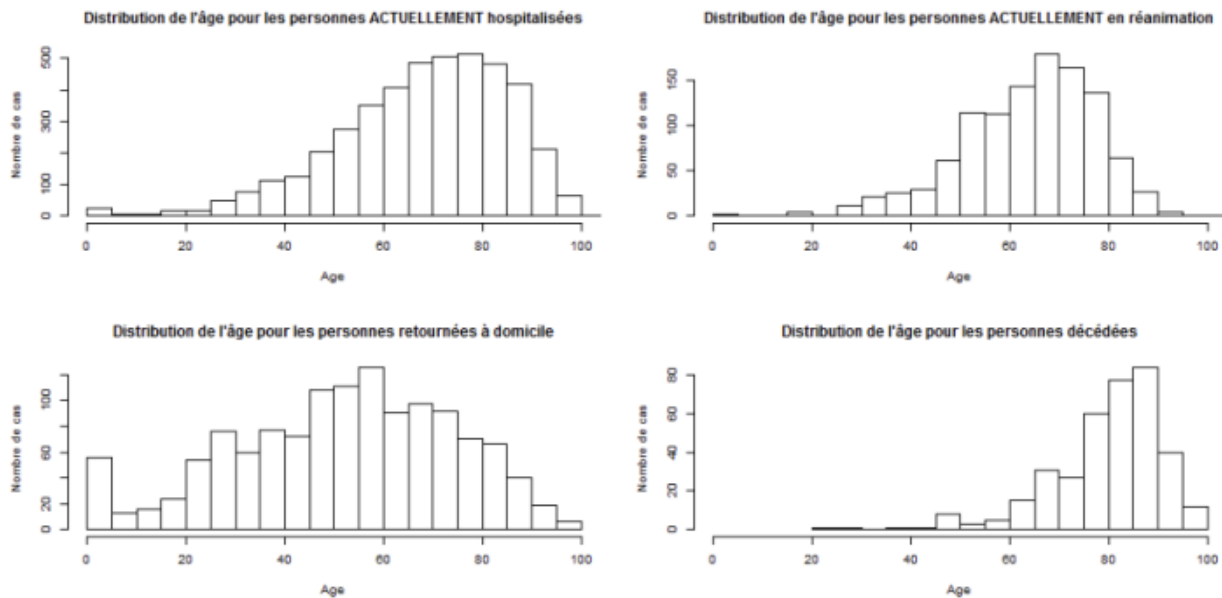 Distribution de l'âge pour les personnes ACTUELLEMENT hospitalisées
Nombre de cas
500
300
100
0
0 20 40 60 80 100
Age
Distribution de l'âge pour les personnes ACTUELLEMENT en réanimation
Nombre de cas
150
100
50
0
0 20 40 60 80 100
Age
Distribution de l'âge pour les personnes retournées à domicile
Nombre de cas
100
60
20
0
0 20 40 60 80 100
Age
Distribution de l'âge pour les personnes décédées
Nombre de cas
80
60
40
20
0
0 20 40 60 80 100
Age